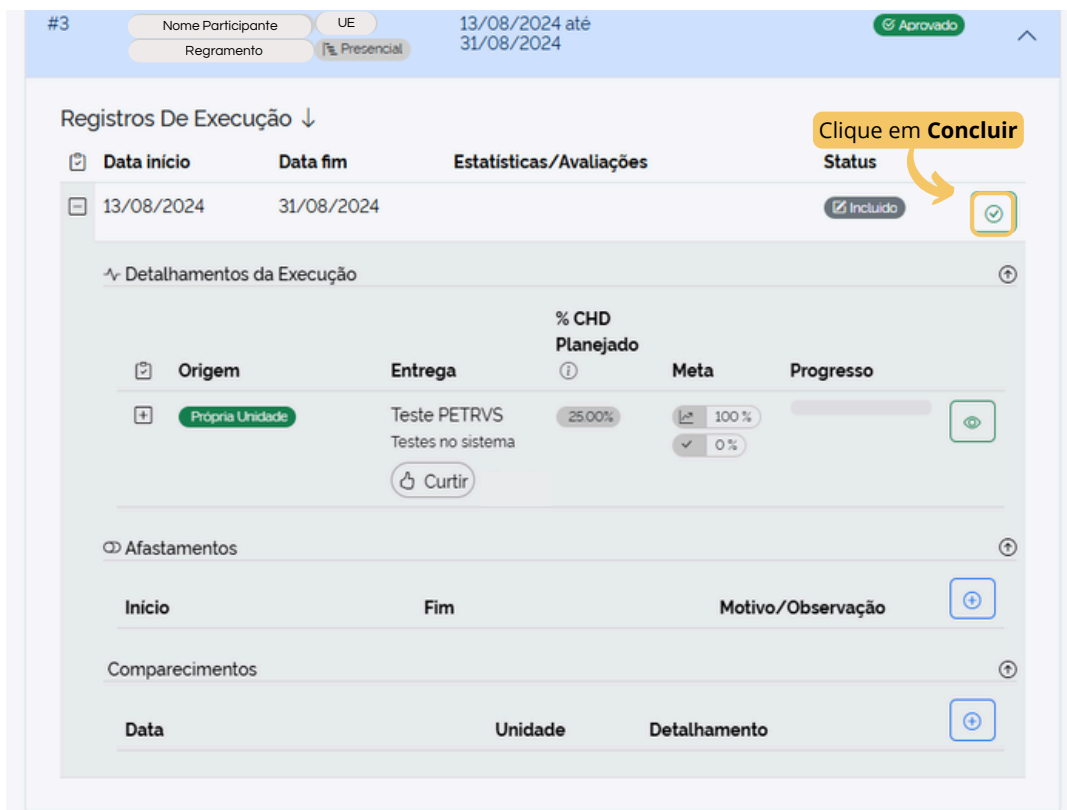 #3 Nome Participante UE 13/08/2024 até Aprovado
Regramento Presencial 31/08/2024
Registros De Execução ↓
Clique em Concluir
Data início Data fim Estatísticas/Avaliações Status
13/08/2024 31/08/2024 Incluido
Detalhamentos da Execução
% CHD
Planejado
Origem Entrega Meta Progresso
Própria Unidade Teste PETRVS 25.00% 100 %
Testes no sistema 0 %
Curtir
Afastamentos
Início Fim Motivo/Observação
Comparecimentos
Data Unidade Detalhamento